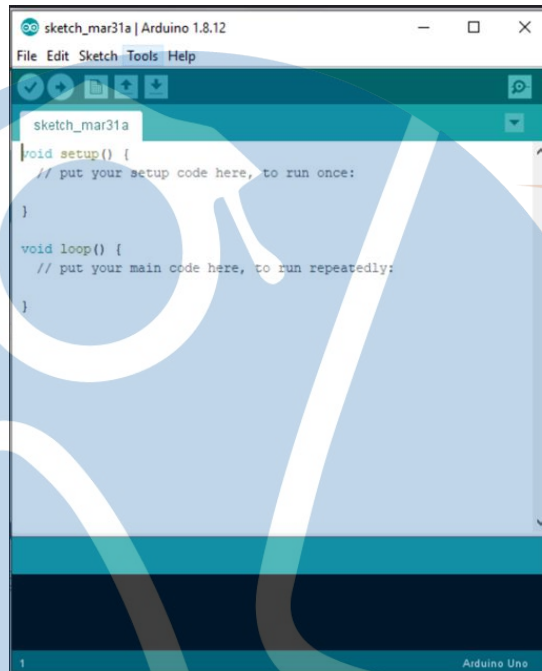 sketch_mar31a | Arduino 1.8.12
File Edit Sketch Tools Help
sketch_mar31a
void setup() {
// put your setup code here, to run once:
}
void loop() {
// put your main code here, to run repeatedly:
}
1
Arduino Uno